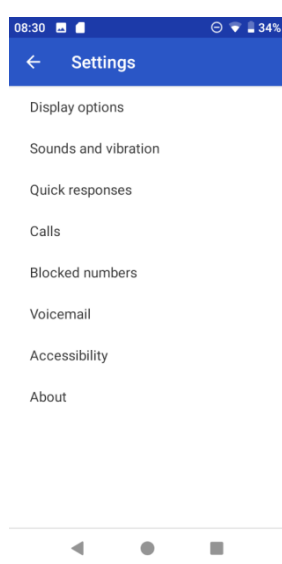 08:30 34%
Settings
Display options
Sounds and vibration
Quick responses
Calls
Blocked numbers
Voicemail
Accessibility
About